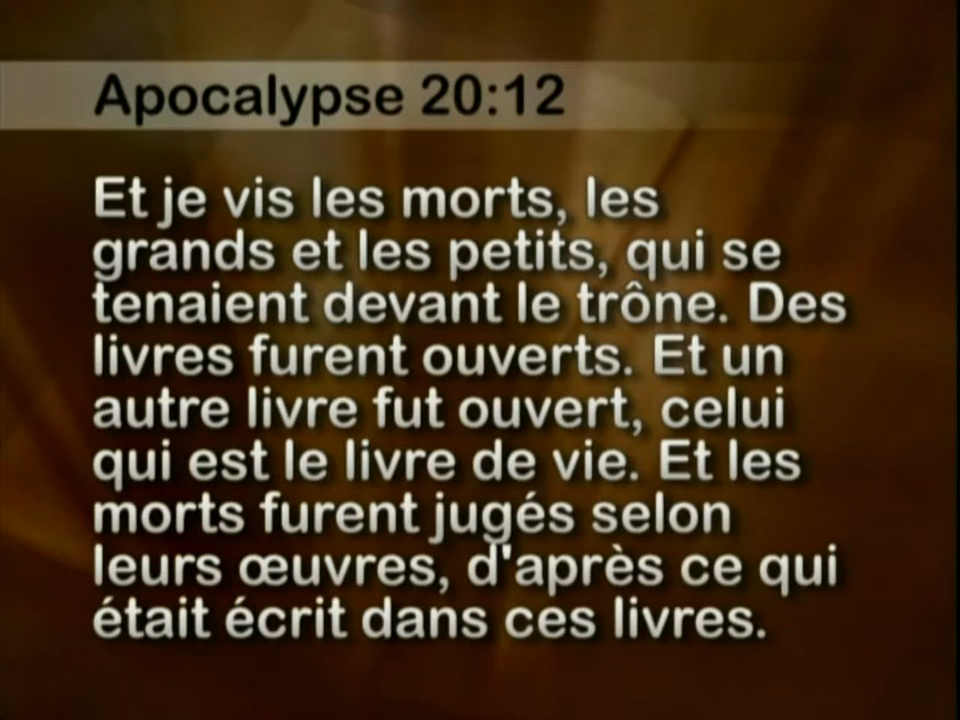 Apocalypse 20:12
Et je vis les morts, les
grands et les petits, qui se
tenaient devant le trône. Des
livres furent ouverts. Et un
autre livre fut ouvert, celui
qui est le livre de vie. Et les
morts furent jugés selon
leurs œuvres, d'après ce qui
était écrit dans ces livres.